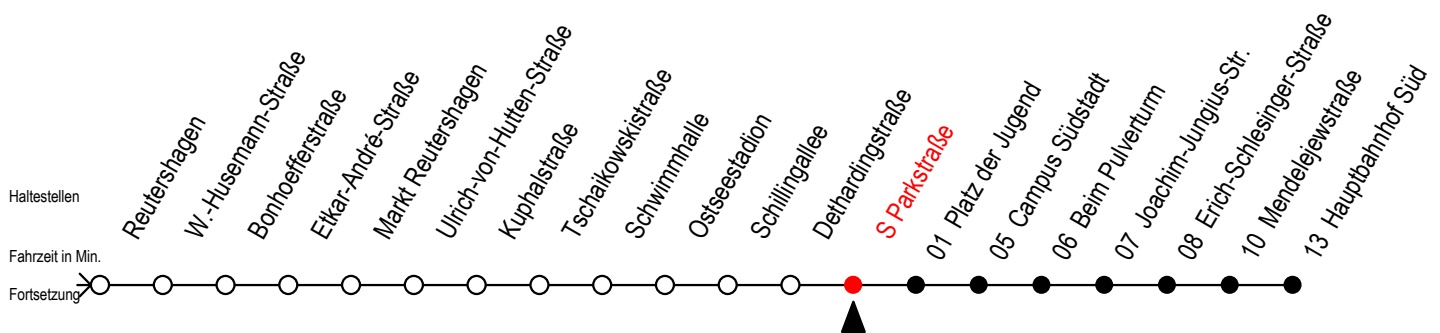 Haltestellen
Reutershagen
W.-Husemann-Straße
Bonhoefferstraße
Etkar-André-Straße
Markt Reutershagen
Ulrich-von-Hutten-Straße
Kuphalstraße
Tschaikowskistraße
Schwimmhalle
Ostseestadion
Schillingallee
Dethardingstraße
S Parkstraße
01 Platz der Jugend
05 Campus Südstadt
06 Beim Pulverturm
07 Joachim-Jungius-Str.
08 Erich-Schlesinger-Straße
10 Mendelejewstraße
13 Hauptbahnhof Süd
Fahrzeit in Min.
Fortsetzung